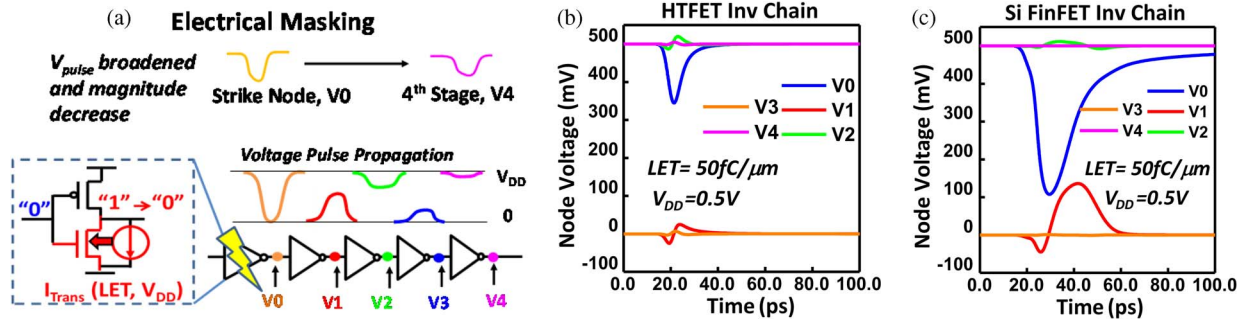 (a)
Electrical Masking
V_pulse broadened
and magnitude
decrease
Strike Node, V0
4th Stage, V4
Voltage Pulse Propagation
V_DD
0
"0"
"1" → "0"
I_Trans (LET, V_DD)
V0 V1 V2 V3 V4
(b)
HTFET Inv Chain
Node Voltage (mV)
500
400
300
200
100
0
-100
V0
V3 V1
V4 V2
LET= 50fC/μm
V_DD=0.5V
0.0 20.0 40.0 60.0 80.0 100.0
Time (ps)
(c)
Si FinFET Inv Chain
Node Voltage (mV)
500
400
300
200
100
0
-100
V0
V3 V1
V4 V2
LET= 50fC/μm
V_DD=0.5V
0.0 20.0 40.0 60.0 80.0 100.0
Time (ps)